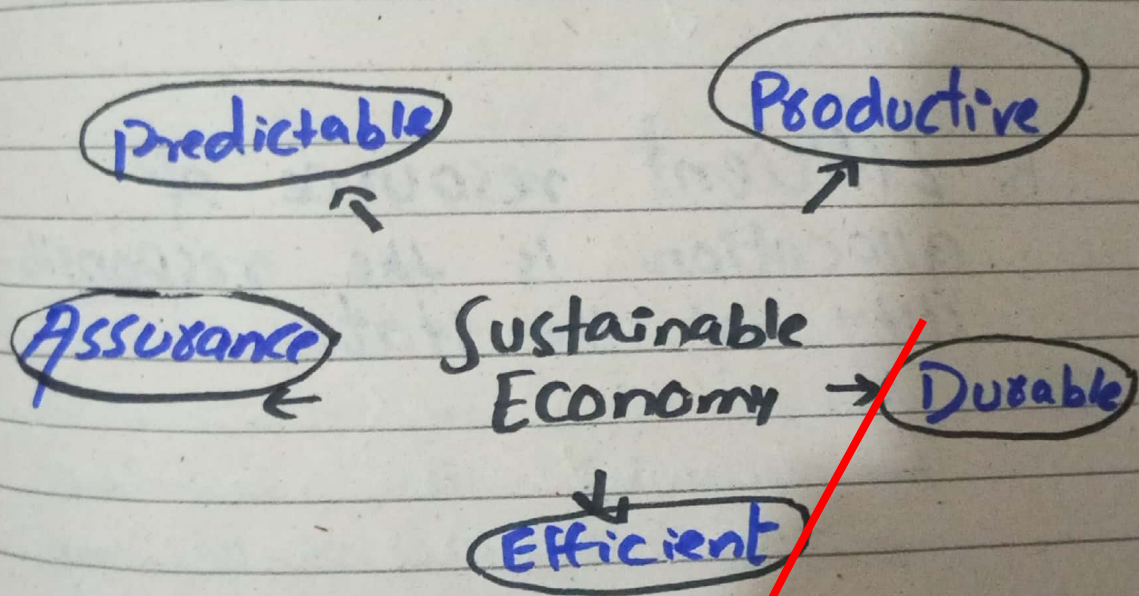 Predictable
Productive
Assurance
Sustainable
Economy
Durable
Efficient